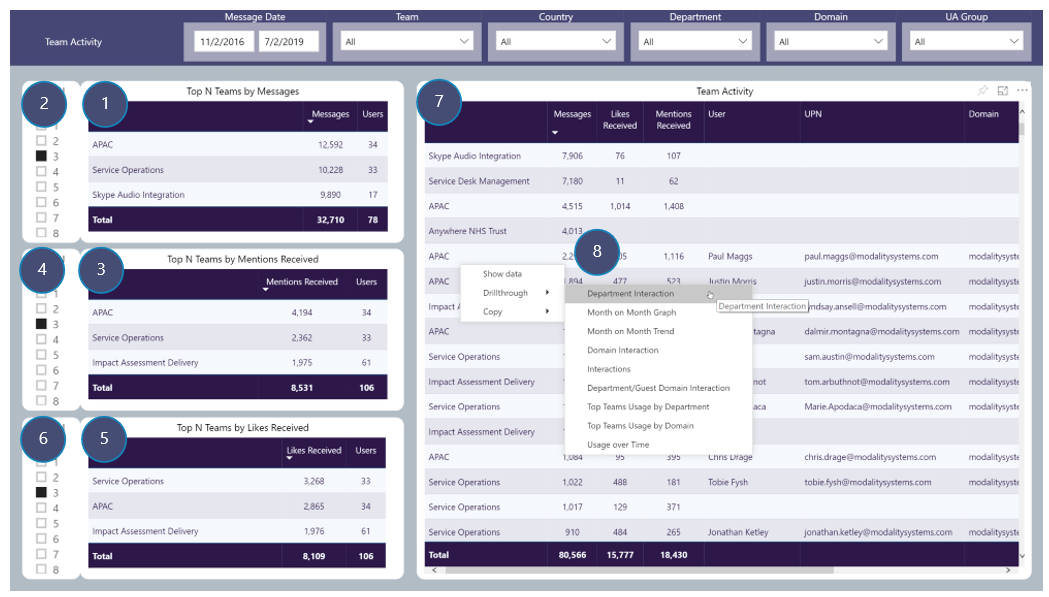 Message Date Team Country Department Domain UA Group
Team Activity 11/2/2016 7/2/2019 All All All All All
2 1 Top N Teams by Messages
Messages Users
APAC 12,592 34
Service Operations 10,228 33
Skype Audio Integration 9,890 17
Total 32,710 78
1
2
3
4
5
6
7
8
4 3 Top N Teams by Mentions Received
Mentions Received Users
APAC 4,194 34
Service Operations 2,362 33
Impact Assessment Delivery 1,975 61
Total 8,531 106
1
2
3
4
5
6
7
8
6 5 Top N Teams by Likes Received
Likes Received Users
Service Operations 3,268 33
APAC 2,865 34
Impact Assessment Delivery 1,976 61
Total 8,109 106
1
2
3
4
5
6
7
8
7 Team Activity
Messages Likes Received Mentions Received User UPN Domain
Skype Audio Integration 7,906 76 107
Service Desk Management 7,180 11 62
APAC 4,515 1,014 1,408
Anywhere NHS Trust 4,013
8
APAC 1,116 Paul Maggs paul.maggs@modalitysystems.com modalitysyste
APAC 477 523 Justin Morris justin.morris@modalitysystems.com modalitysyste
Impact A ndsay.ansell@modalitysystems.com modalitysyste
APAC tagna dalmir.montagna@modalitysystems.com modalitysyste
Service Operations sam.austin@modalitysystems.com modalitysyste
Impact Assessment Delivery not tom.arbuthnot@modalitysystems.com modalitysyste
Service Operations aca Marie.Apodaca@modalitysystems.com modalitysyste
Impact Assessment Delivery
APAC 1,084 95 395 Chris Drage chris.drage@modalitysystems.com modalitysyste
Service Operations 1,022 488 181 Tobie Fysh tobie.fysh@modalitysystems.com modalitysyste
Service Operations 1,017 129 371
Service Operations 910 484 265 Jonathan Ketley jonathan.ketley@modalitysystems.com modalitysyste
Total 80,566 15,777 18,430
Show data
Drillthrough
Copy
Department Interaction
Department Interaction
Month on Month Graph
Month on Month Trend
Domain Interaction
Interactions
Department/Guest Domain Interaction
Top Teams Usage by Department
Top Teams Usage by Domain
Usage over Time